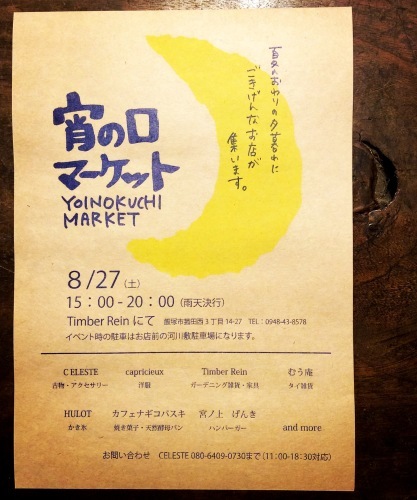 夏のおわりの夕暮れに
ごきげんなお店が
集います。
宵の口
マーケット
YOINOKUCHI
MARKET
8/27(土)
15:00-20:00(雨天決行)
Timber Rein にて 飯塚市菰田西3丁目14-27 TEL:0948-43-8578
イベント時の駐車はお店前の河川敷駐車場になります。
CELESTE capricieux Timber Rein むう庵
古物・アクセサリー 洋服 ガーデニング雑貨・家具 タイ雑貨
HULOT カフェナギコバスキ 宮ノ上 げんき
かき氷 焼き菓子・天然酵母パン ハンバーガー and more
お問い合わせ CELESTE 080-6409-0730まで(11:00-18:30対応)